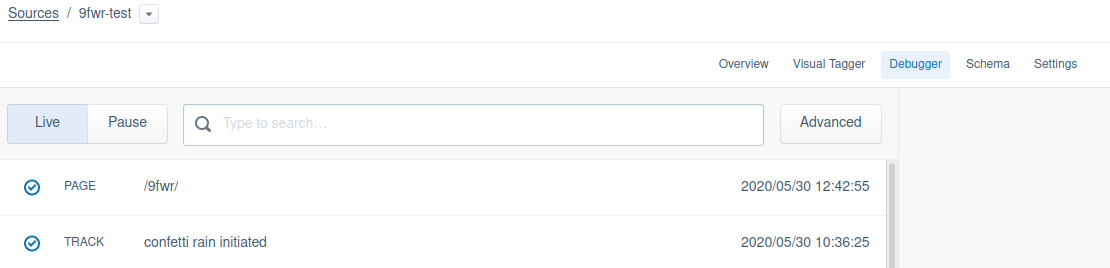 Sources / 9fwr-test
Overview Visual Tagger Debugger Schema Settings
Live Pause Type to search... Advanced
PAGE /9fwr/ 2020/05/30 12:42:55
TRACK confetti rain initiated 2020/05/30 10:36:25